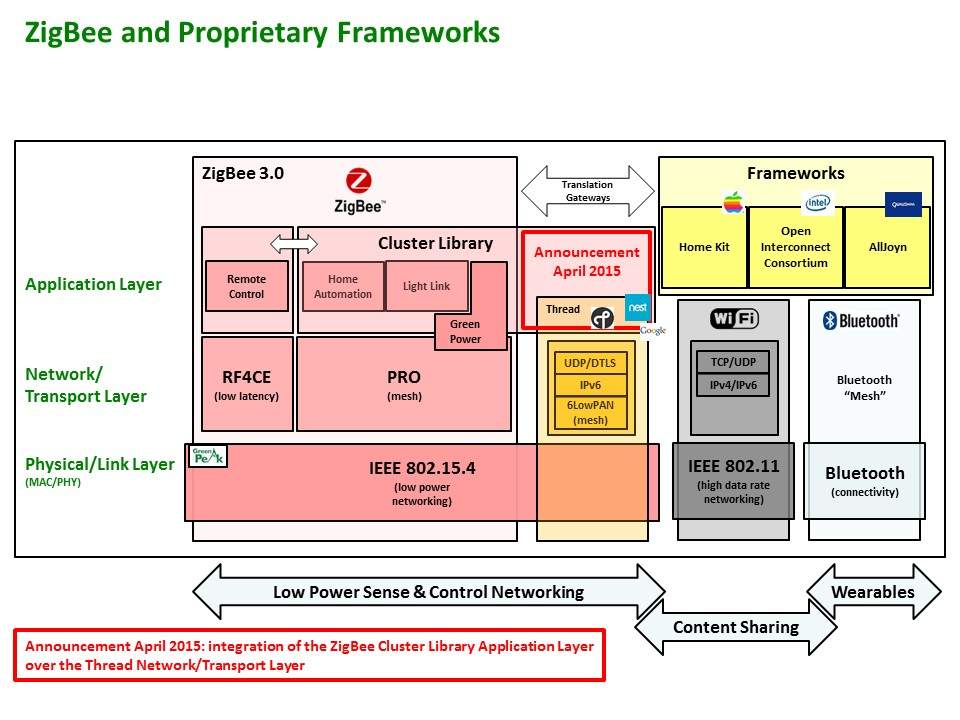 ZigBee and Proprietary Frameworks
ZigBee 3.0
ZigBee™
Translation
Gateways
Frameworks
intel
QUALCOMM
Cluster Library
Announcement
April 2015
Home Kit
Open
Interconnect
Consortium
AllJoyn
Application Layer
Remote
Control
Home
Automation
Light Link
Green
Power
Thread
nest
Google
WiFi
Bluetooth®
Network/
Transport Layer
RF4CE
(low latency)
PRO
(mesh)
UDP/DTLS
IPv6
6LowPAN
(mesh)
TCP/UDP
IPv4/IPv6
Bluetooth
“Mesh”
Physical/Link Layer
(MAC/PHY)
GreenPeak
IEEE 802.15.4
(low power
networking)
IEEE 802.11
(high data rate
networking)
Bluetooth
(connectivity)
Low Power Sense & Control Networking
Wearables
Content Sharing
Announcement April 2015: integration of the ZigBee Cluster Library Application Layer
over the Thread Network/Transport Layer